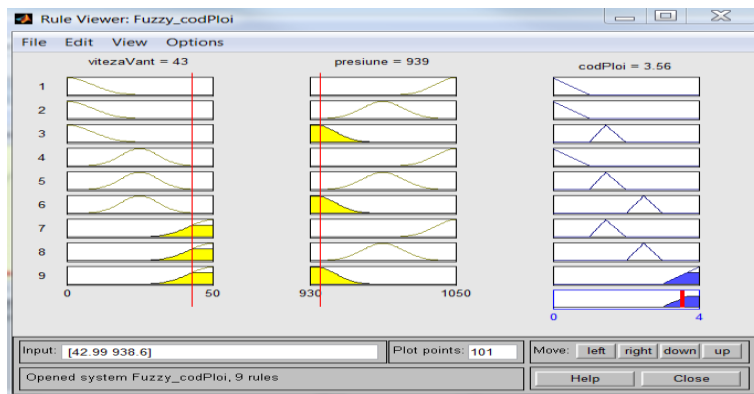 Rule Viewer: Fuzzy_codPloi
File Edit View Options
vitezaVant = 43 presiune = 939 codPloi = 3.56
1
2
3
4
5
6
7
8
9
0 50 930 1050
0 4
Input: [42.99 938.6] Plot points: 101 Move: left right down up
Opened system Fuzzy_codPloi, 9 rules Help Close